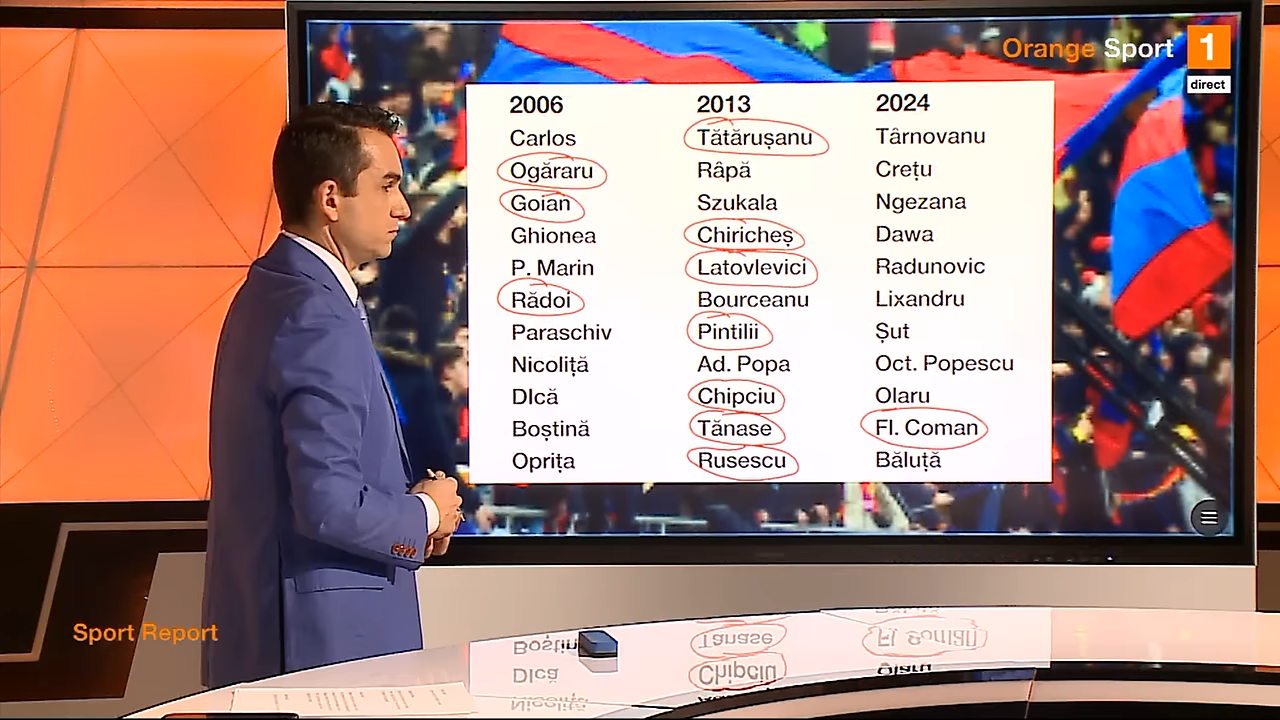 Orange Sport 1
direct
2006 2013 2024
Carlos Tătărușanu Târnovanu
Ogăraru Râpă Crețu
Goian Szukala Ngezana
Ghionea Chiricheș Dawa
P. Marin Latovlevici Radunovic
Rădoi Bourceanu Lixandru
Paraschiv Pintilii Șut
Nicoliță Ad. Popa Oct. Popescu
DIcă Chipciu Olaru
Boștină Tănase Fl. Coman
Oprița Rusescu Băluță
Sport Report